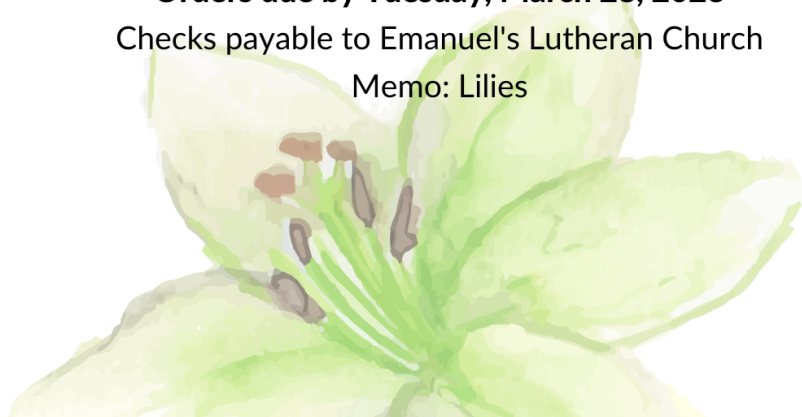 Orders due by Tuesday, March
Checks payable to Emanuel's Lutheran Church
Memo: Lilies